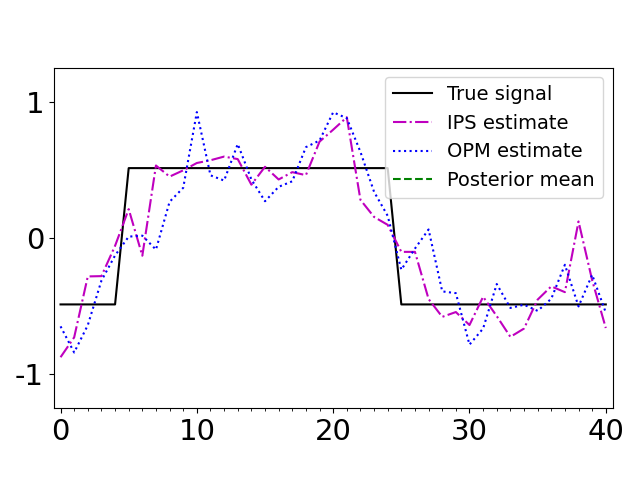 True signal
IPS estimate
OPM estimate
Posterior mean
1
0
-1
0 10 20 30 40